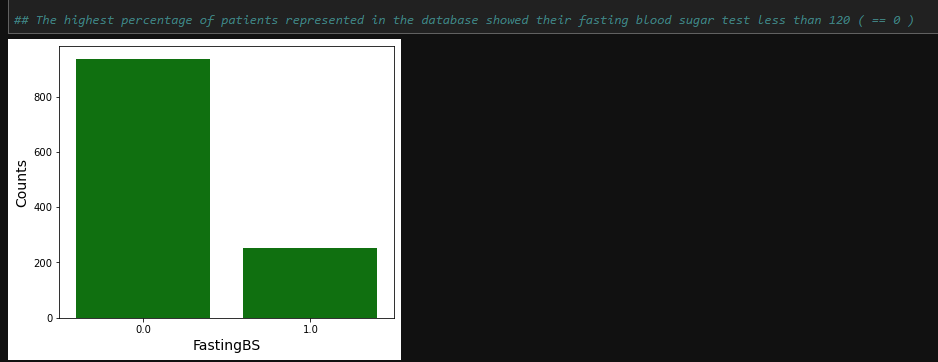 ## The highest percentage of patients represented in the database showed their fasting blood sugar test less than 120 ( == 0 )
800
600
400
200
0
Counts
0.0 1.0
FastingBS